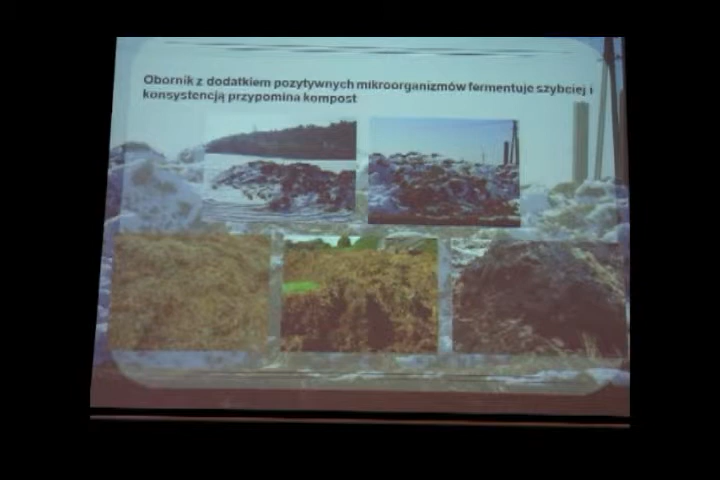 Obornik z dodatkiem pozytywnych mikroorganizmów fermentuje szybciej i
konsystencją przypomina kompost